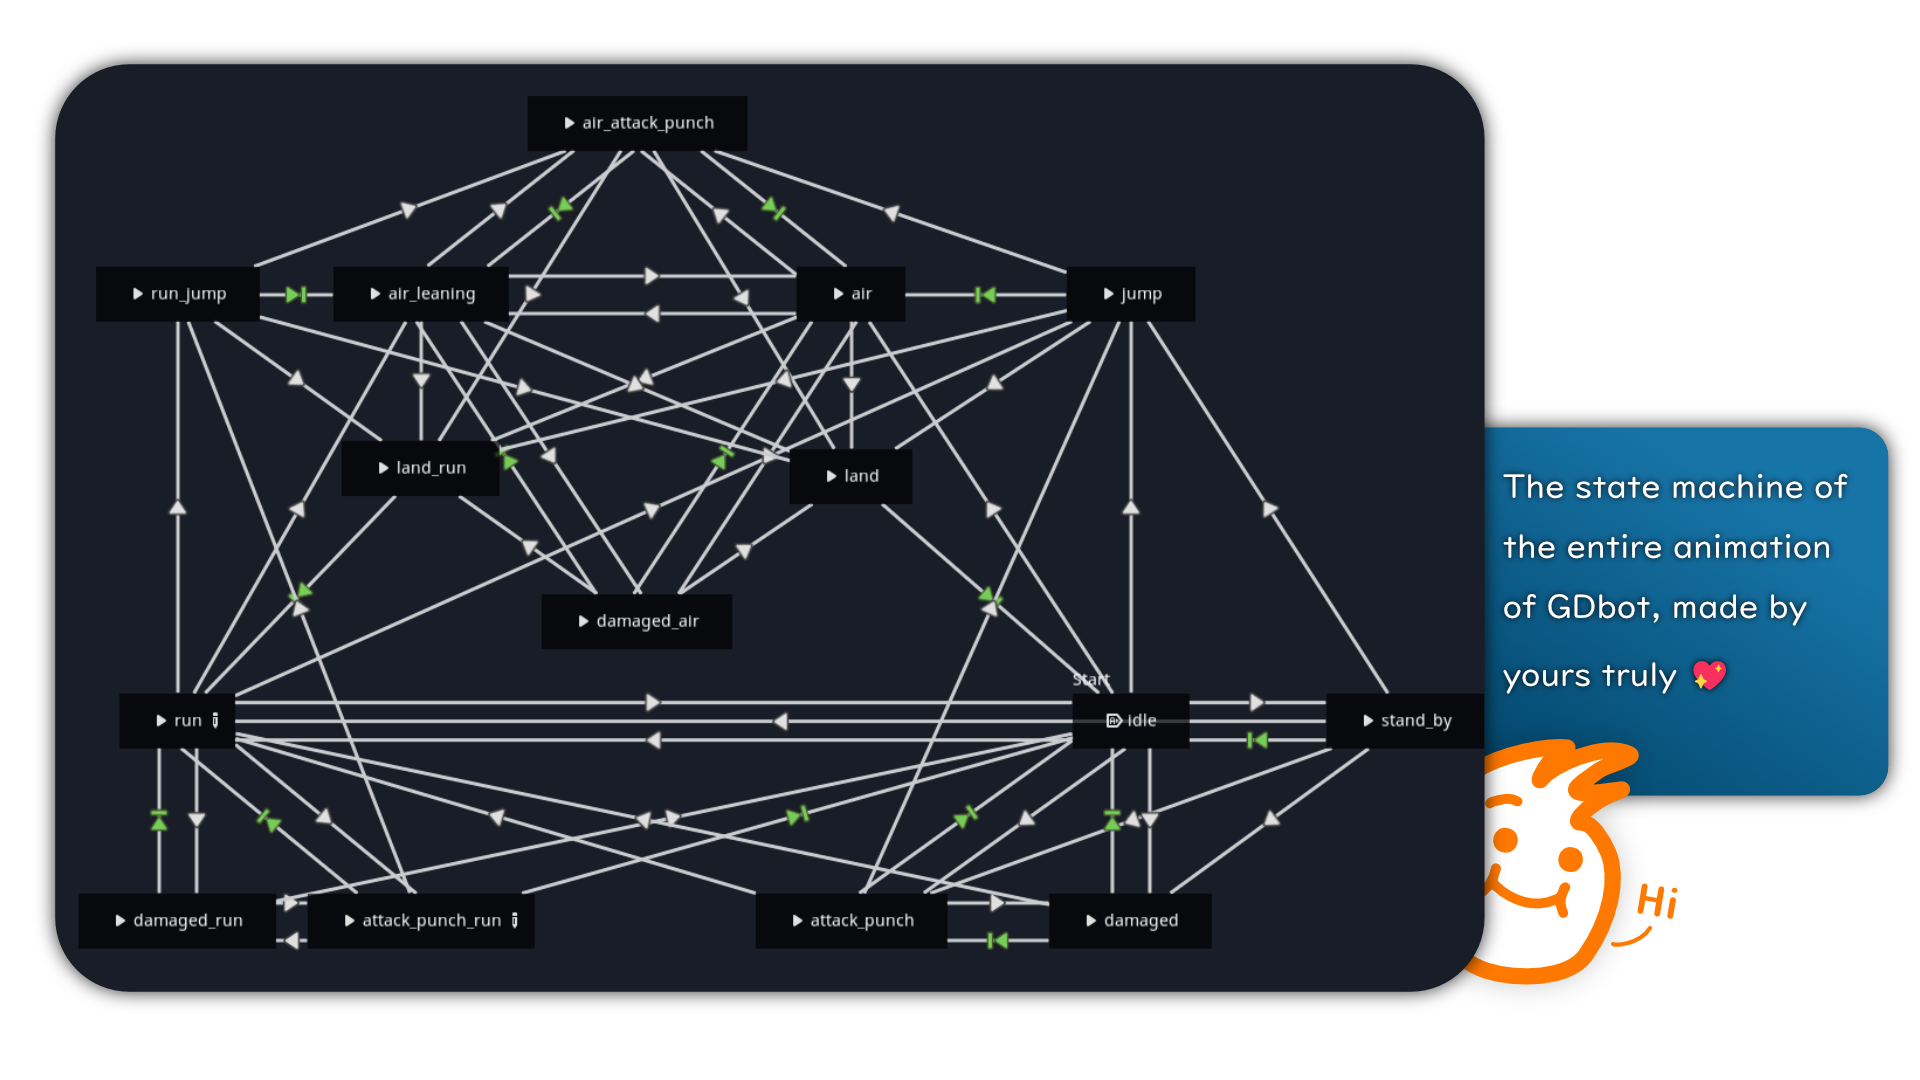 air_attack_punch
run_jump
air_leaning
air
jump
land_run
land
damaged_air
Start
run
idle
stand_by
damaged_run
attack_punch_run
attack_punch
damaged
The state machine of
the entire animation
of GDbot, made by
yours truly 💖
Hi